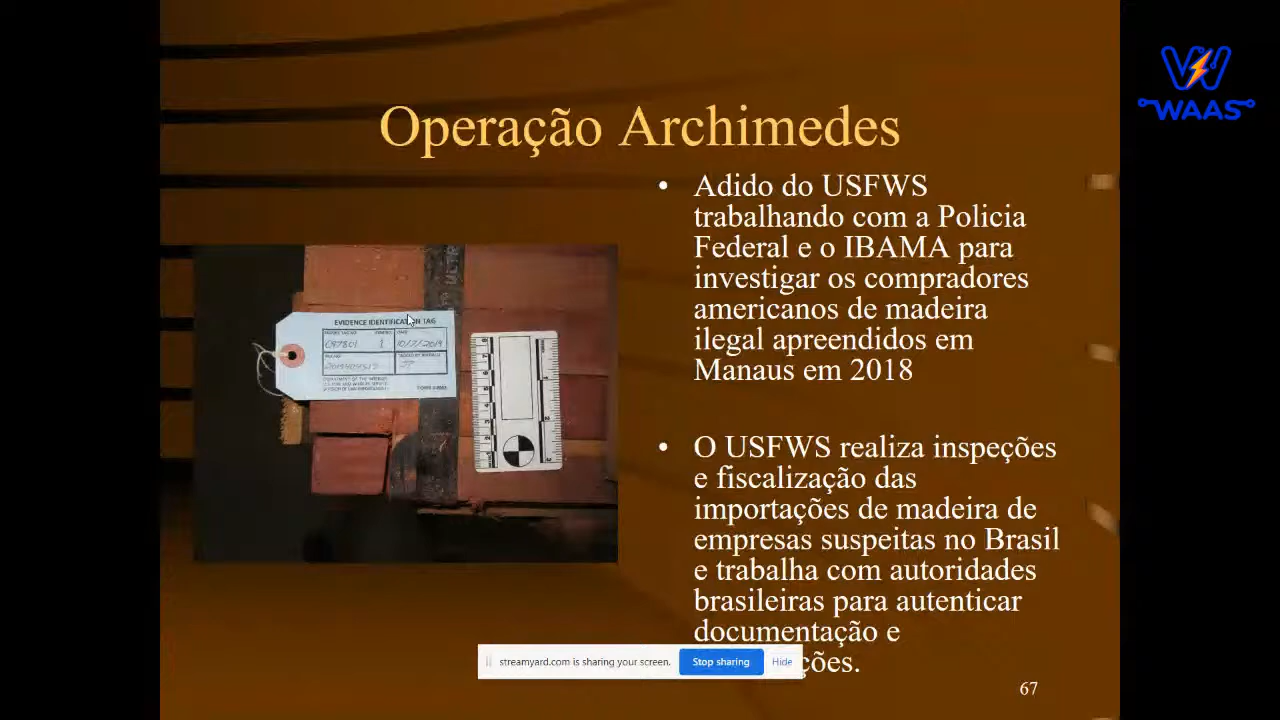 WAAS
Operação Archimedes
• Adido do USFWS
trabalhando com a Policia
Federal e o IBAMA para
investigar os compradores
americanos de madeira
ilegal apreendidos em
Manaus em 2018
• O USFWS realiza inspeções
e fiscalização das
importações de madeira de
empresas suspeitas no Brasil
e trabalha com autoridades
brasileiras para autenticar
documentação e
ções.
EVIDENCE IDENTIFICATION TAG
streamyard.com is sharing your screen. Stop sharing Hide
67